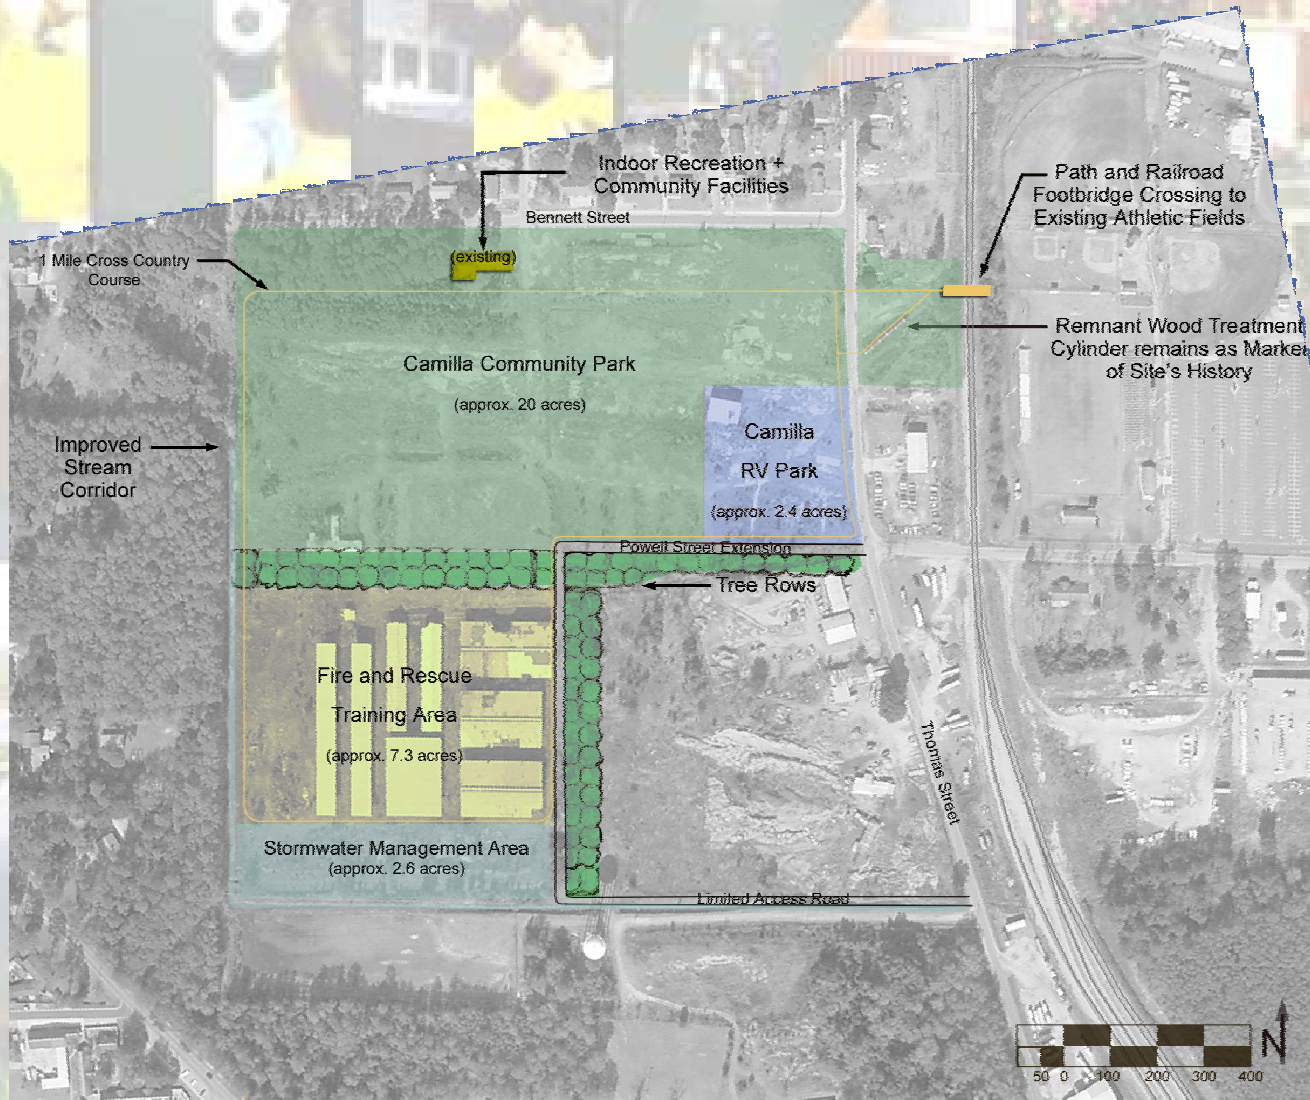 Indoor Recreation +
Community Facilities
Path and Railroad
Footbridge Crossing to
Existing Athletic Fields
Bennett Street
(existing)
1 Mile Cross Country
Course
Remnant Wood Treatment
Cylinder remains as Marker
of Site's History
Camilla Community Park
(approx. 20 acres)
Camilla
RV Park
(approx. 2.4 acres)
Improved
Stream
Corridor
Powell Street Extension
Tree Rows
Fire and Rescue
Training Area
(approx. 7.3 acres)
Thomas Street
Stormwater Management Area
(approx. 2.6 acres)
Limited Access Road
N
50 0 100 200 300 400